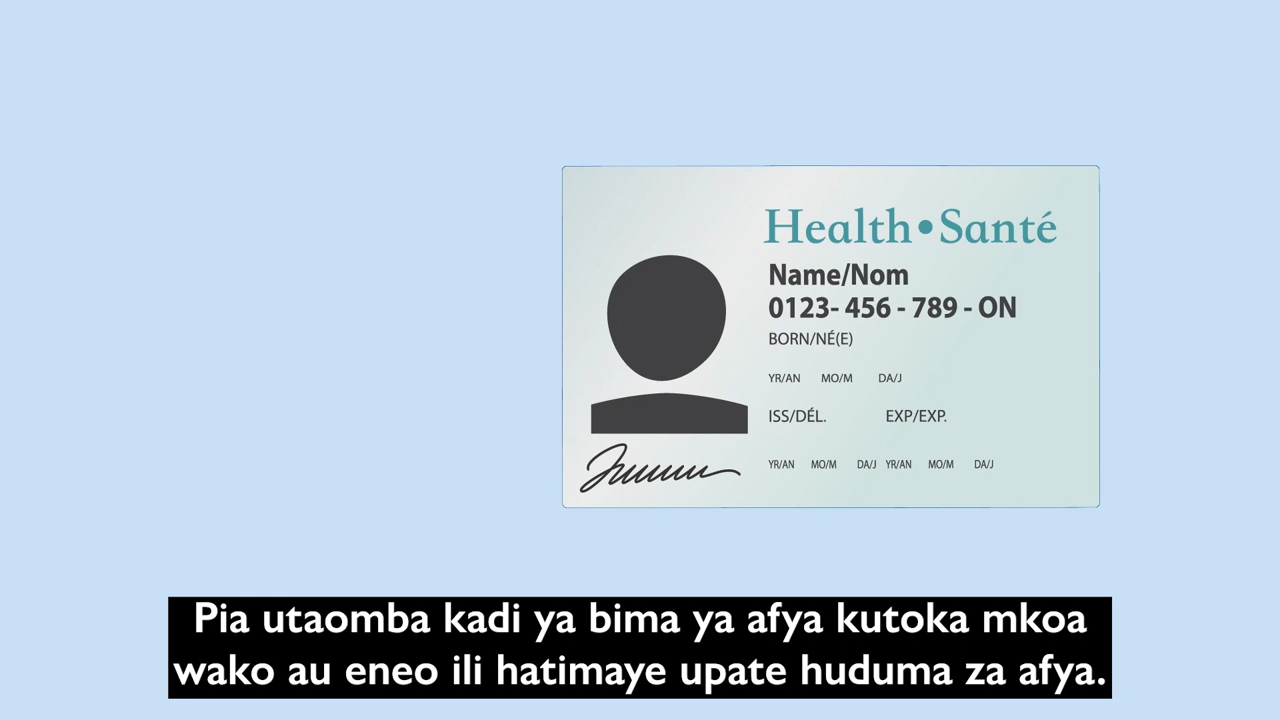 Health•Santé
Name/Nom
0123- 456 - 789 - ON
BORN/NÉ(E)
YR/AN MO/M DA/J
ISS/DÉL. EXP/EXP.
YR/AN MO/M DA/J YR/AN MO/M DA/J
Pia utaomba kadi ya bima ya afya kutoka mkoa
wako au eneo ili hatimaye upate huduma za afya.